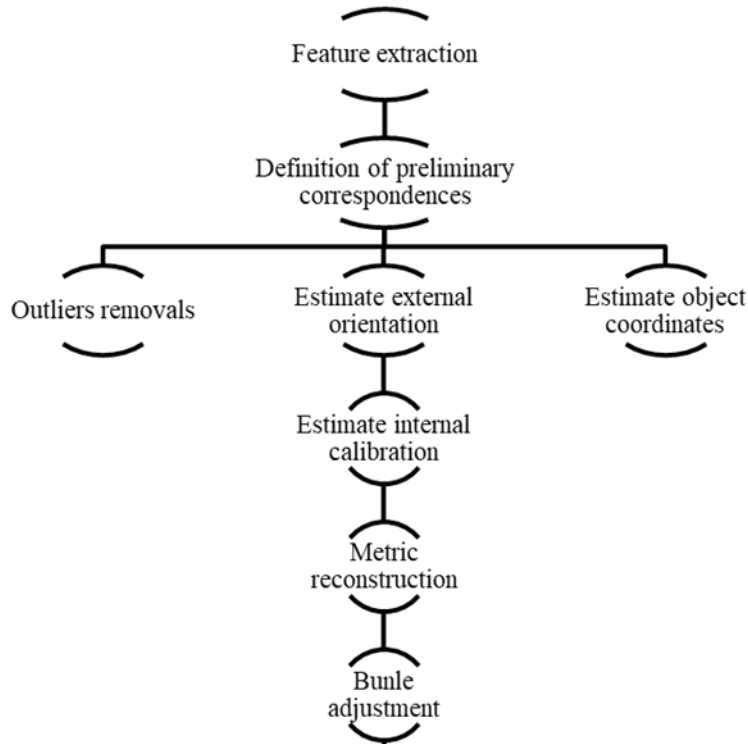 Feature extraction
Definition of preliminary
correspondences
Outliers removals
Estimate external
orientation
Estimate object
coordinates
Estimate internal
calibration
Metric
reconstruction
Bunle
adjustment